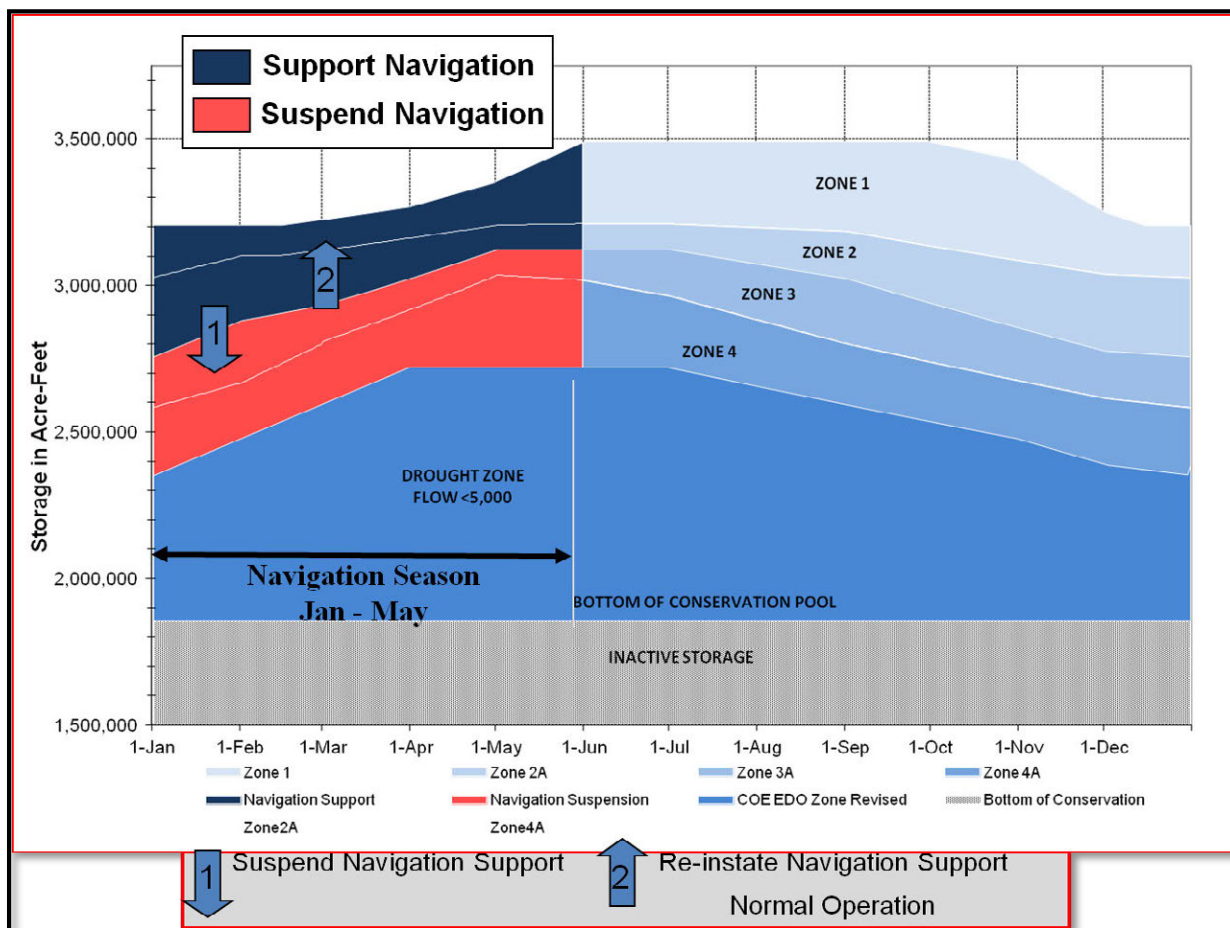 Support Navigation
Suspend Navigation
Storage in Acre-Feet
3,500,000
3,000,000
2,500,000
2,000,000
1,500,000
ZONE 1
ZONE 2
ZONE 3
ZONE 4
2
1
DROUGHT ZONE
FLOW <5,000
Navigation Season
Jan - May
BOTTOM OF CONSERVATION POOL
INACTIVE STORAGE
1-Jan 1-Feb 1-Mar 1-Apr 1-May 1-Jun 1-Jul 1-Aug 1-Sep 1-Oct 1-Nov 1-Dec
Zone 1 Zone 2A Zone 3A Zone 4A
Navigation Support Navigation Suspension COE EDO Zone Revised Bottom of Conservation
Zone2A Zone4A
1 Suspend Navigation Support 2 Re-instate Navigation Support
Normal Operation